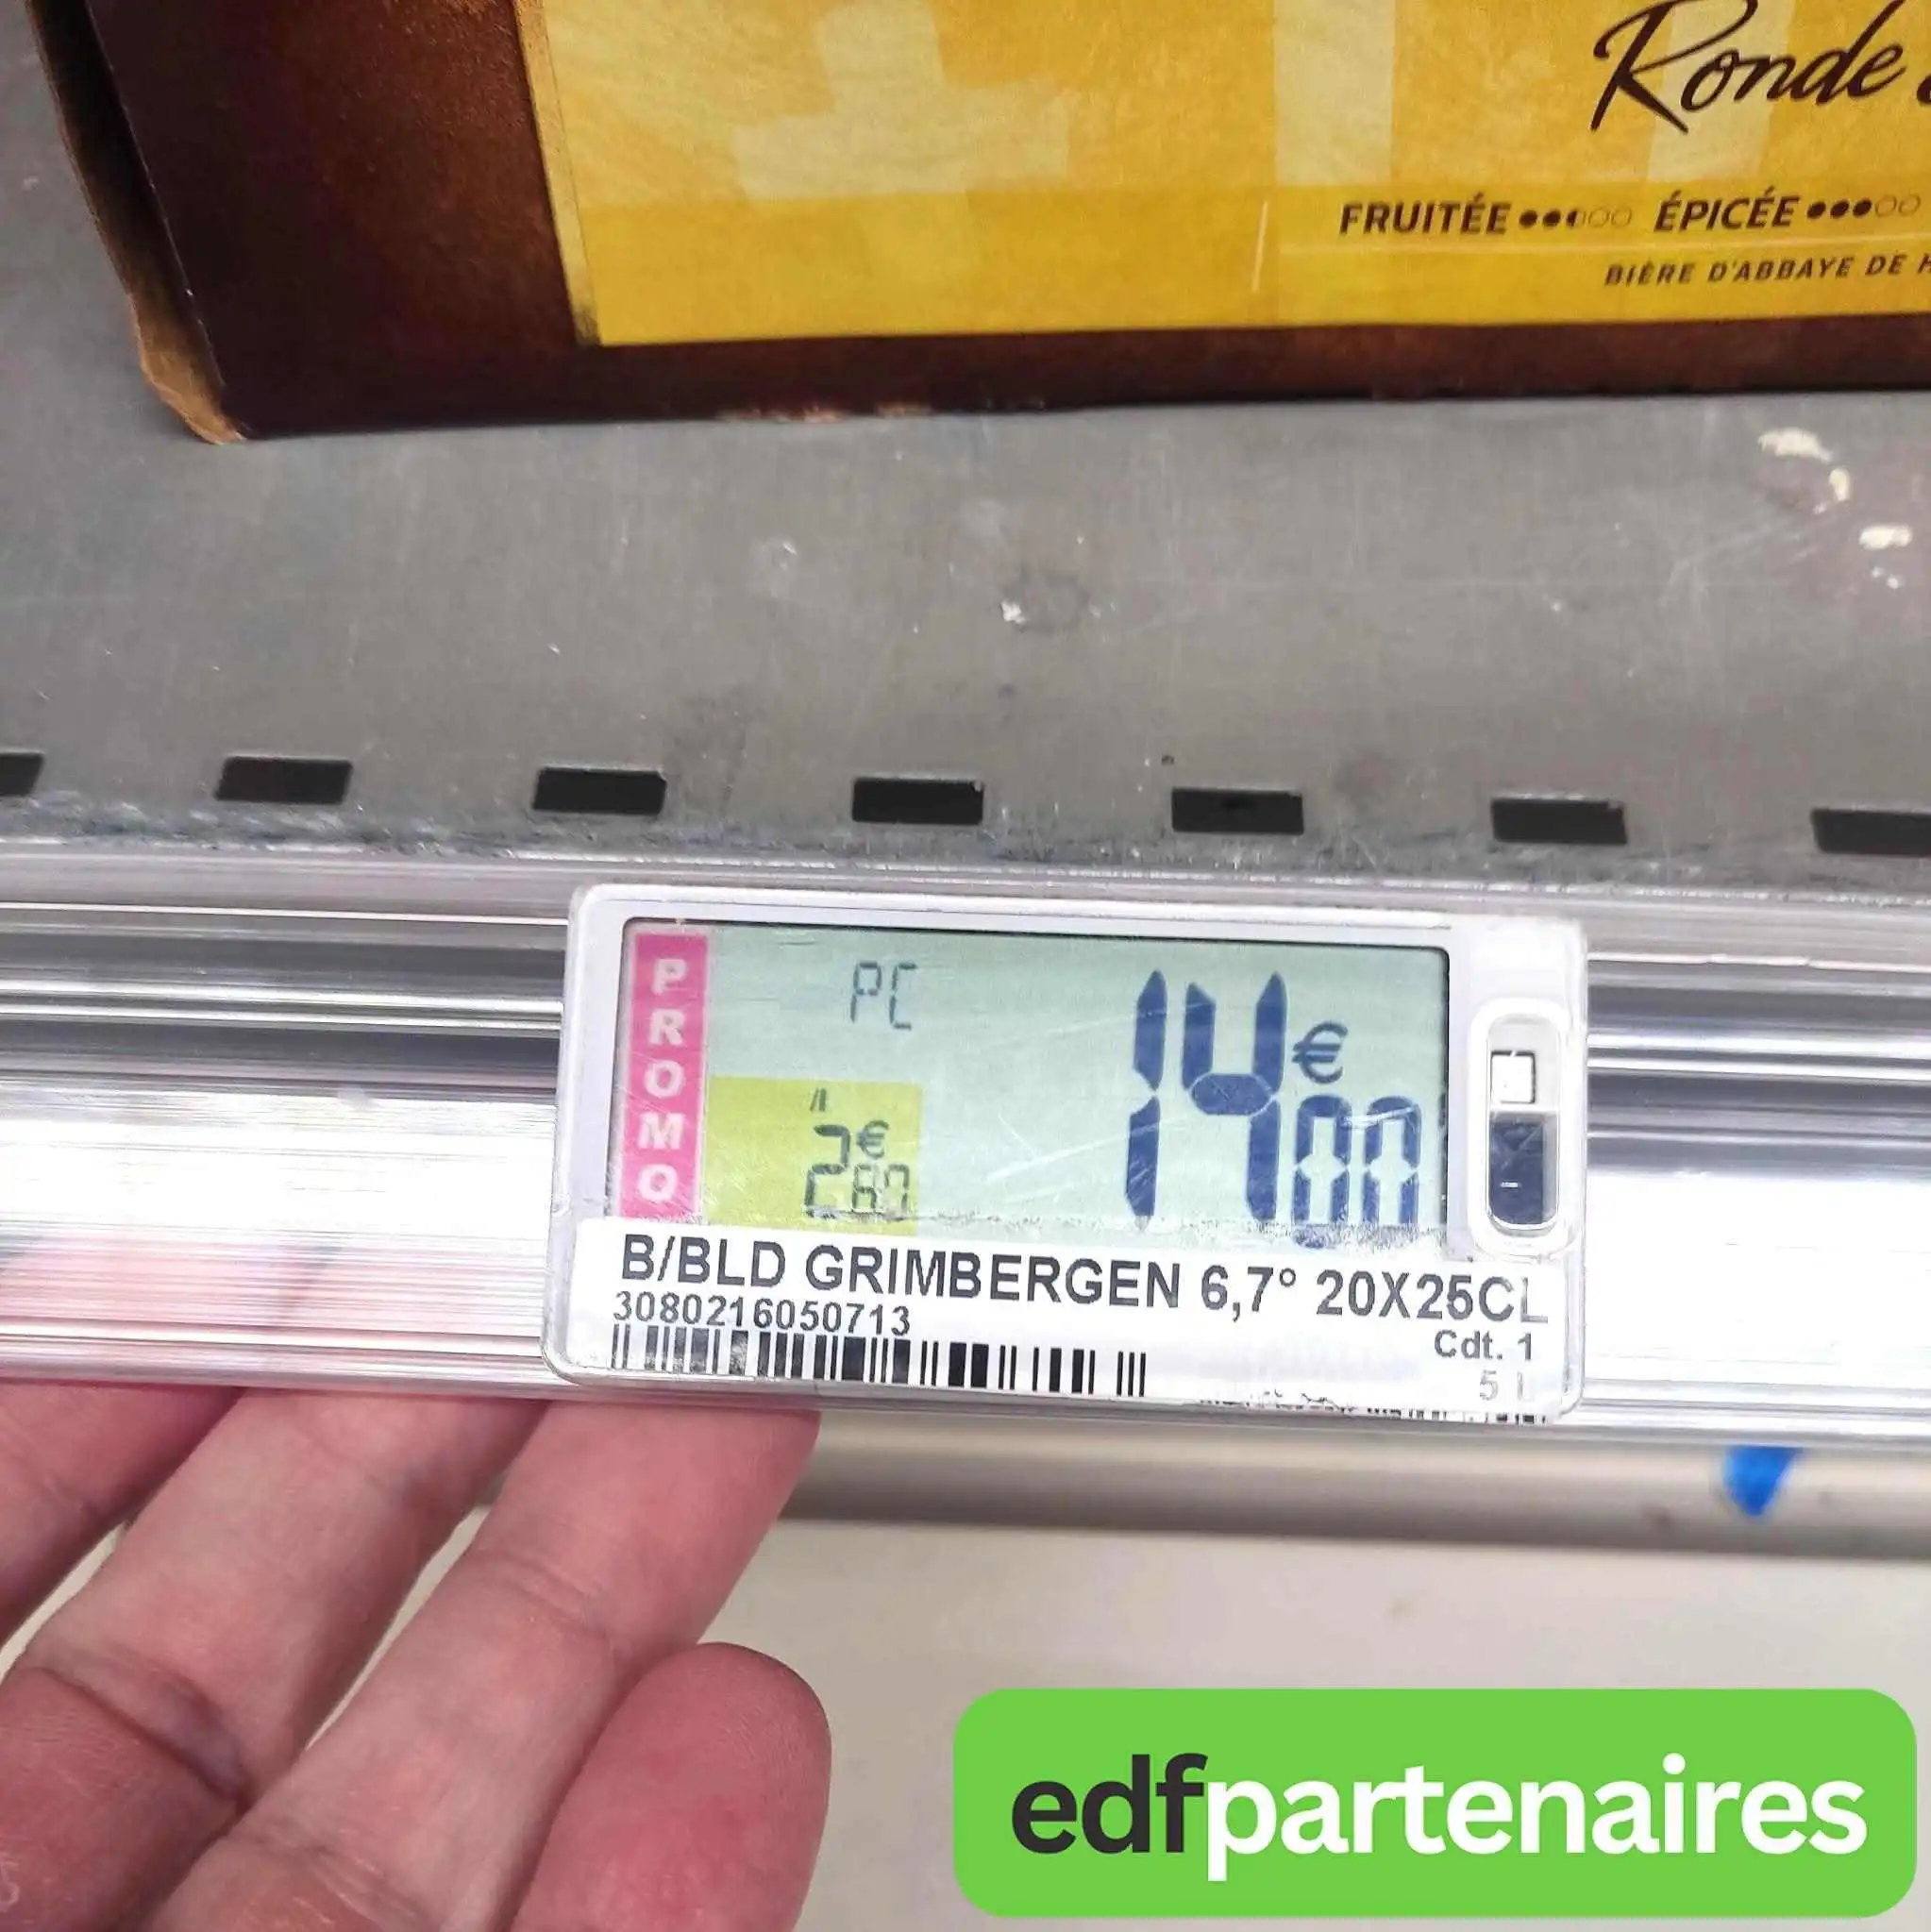 Ronde
FRUITÉE ÉPICÉE
BIÈRE D'ABBAYE DE
PROMO
PC
14€00
/l
2€80
B/BLD GRIMBERGEN 6,7° 20X25CL
3080216050713
Cdt. 1
5 L
edfpartenaires